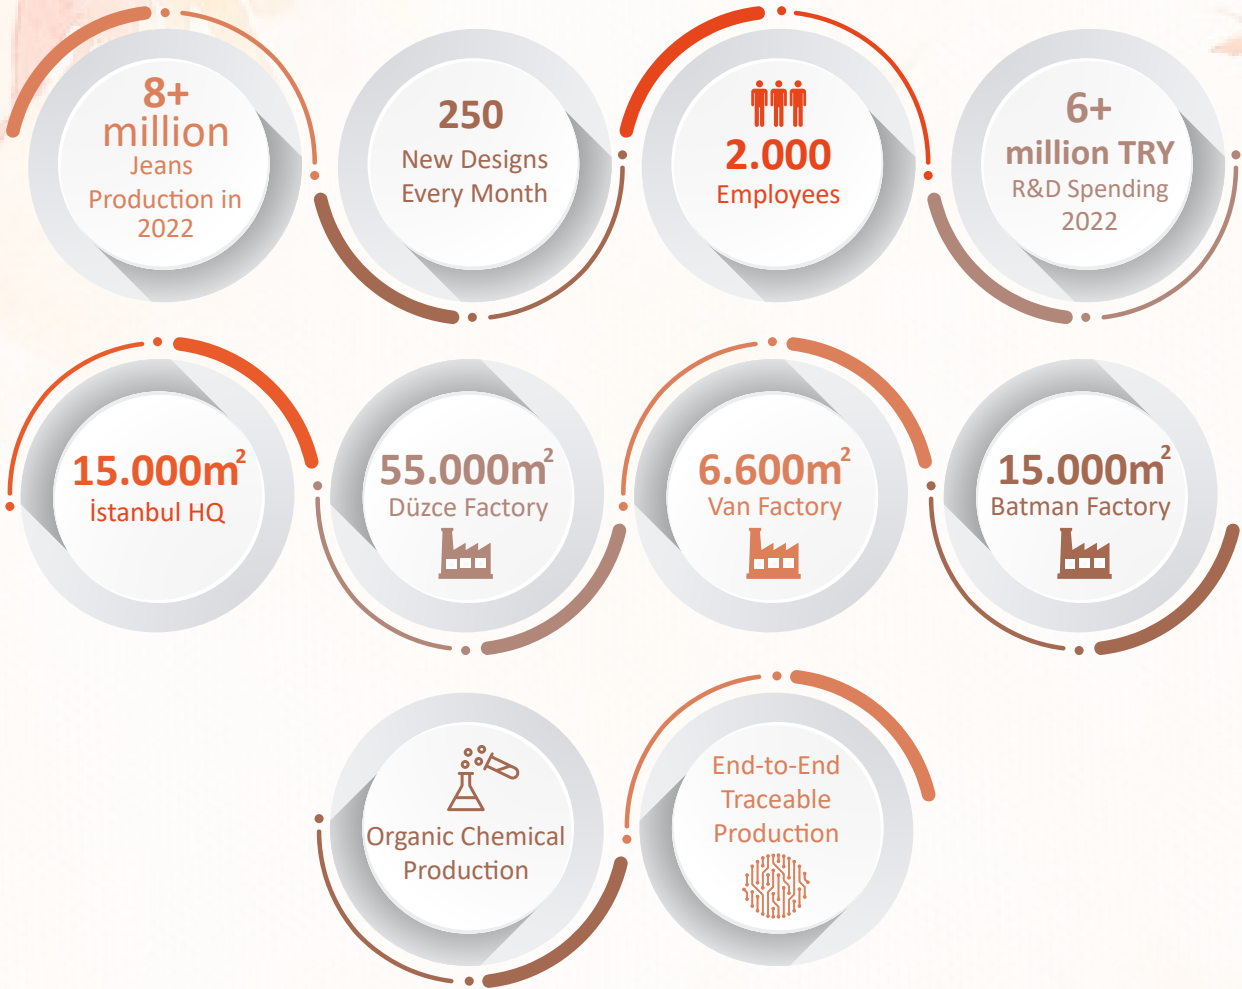 8+
million
Jeans
Production in
2022
250
New Designs
Every Month
2.000
Employees
6+
million TRY
R&D Spending
2022
15.000m²
İstanbul HQ
55.000m²
Düzce Factory
6.600m²
Van Factory
15.000m²
Batman Factory
Organic Chemical
Production
End-to-End
Traceable
Production